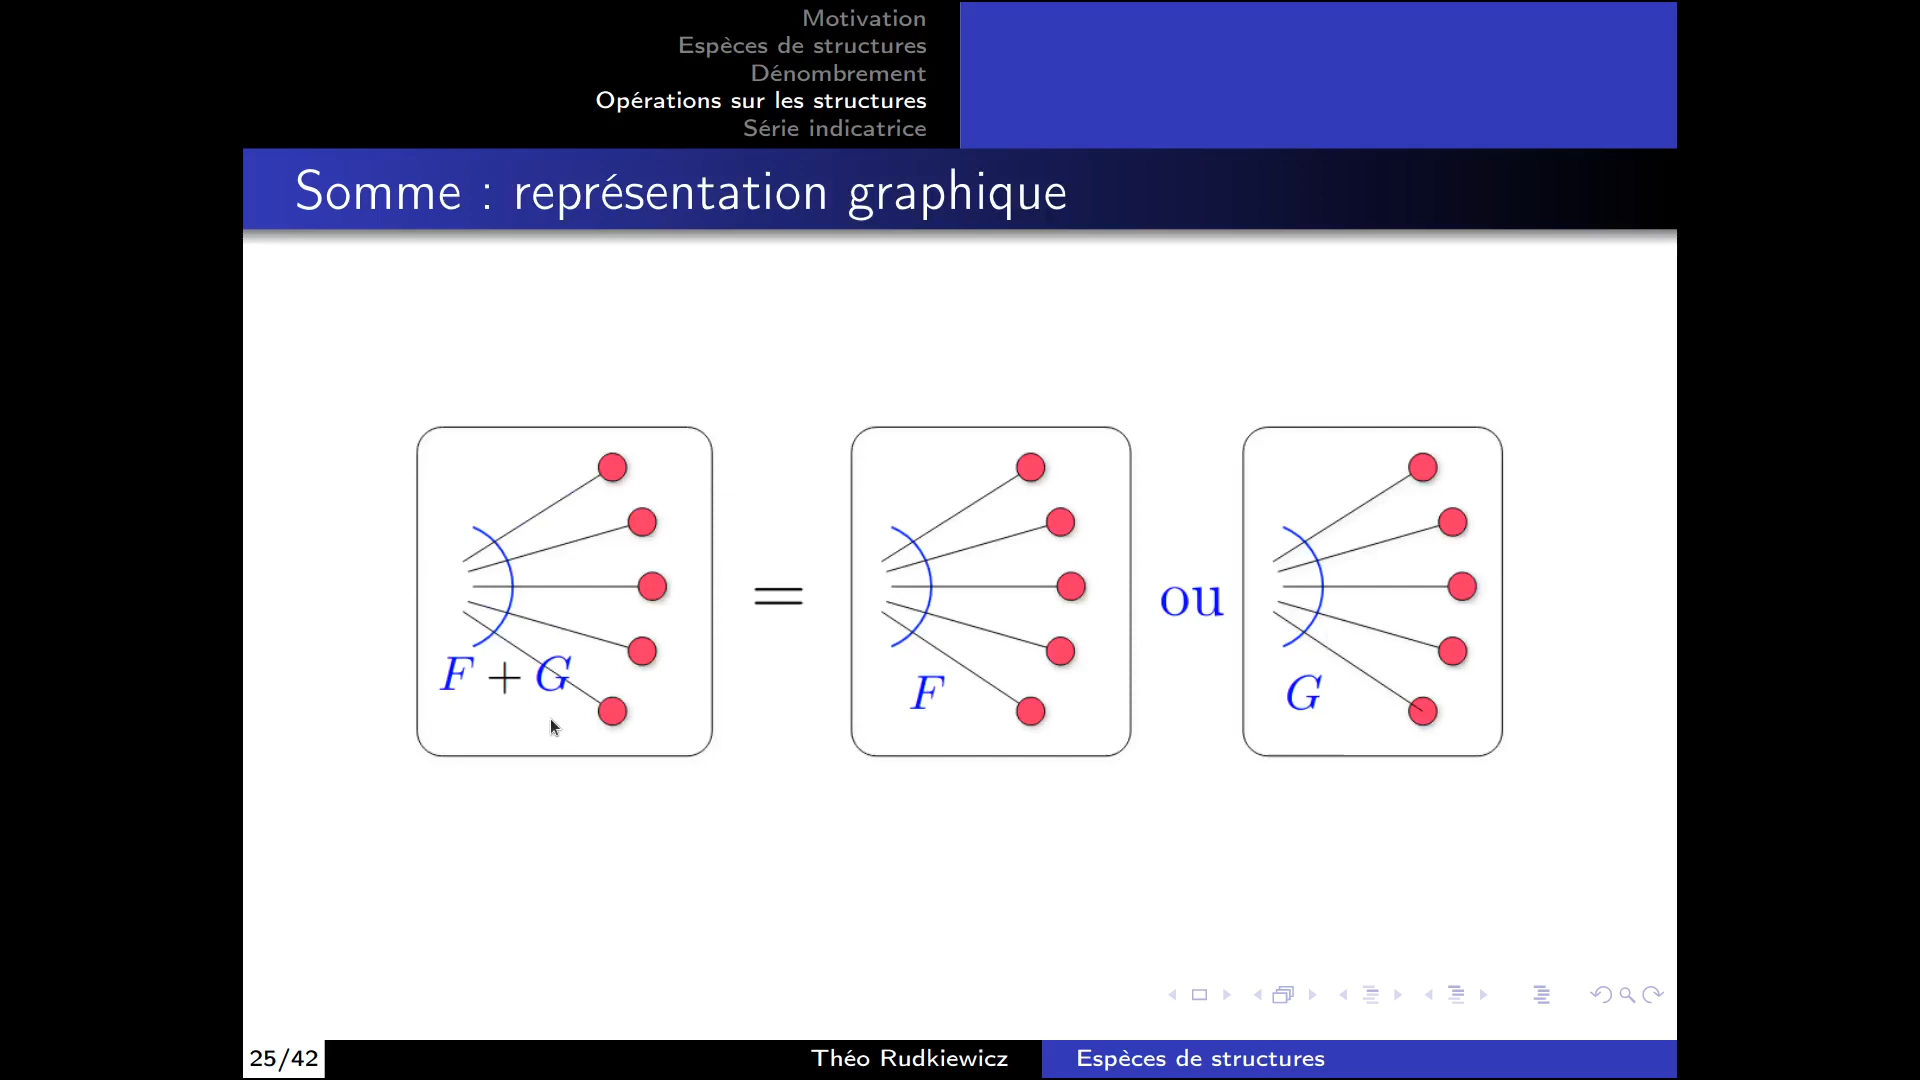 Motivation
Espèces de structures
Dénombrement
Opérations sur les structures
Série indicatrice
Somme : représentation graphique
F + G
=
F
ou
G
25/42
Théo Rudkiewicz
Espèces de structures